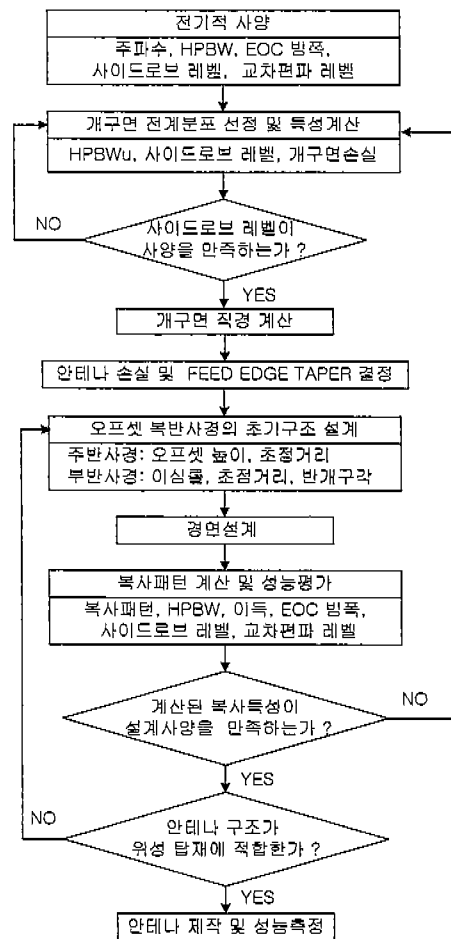 전기적 사양
주파수, HPBW, EOC 방폭,
사이드로브 레벨, 교차편파 레벨
개구면 전계분포 선정 및 특성계산
HPBWu, 사이드로브 레벨, 개구면손실
NO
사이드로브 레벨이
사양을 만족하는가 ?
YES
개구면 직경 계산
안테나 손실 및 FEED EDGE TAPER 결정
오프셋 복반사경의 초기구조 설계
주반사경: 오프셋 높이, 초점거리
부반사경: 이심률, 초점거리, 반개구각
경면설계
복사패턴 계산 및 성능평가
복사패턴, HPBW, 이득, EOC 빔폭,
사이드로브 레벨, 교차편파 레벨
계산된 복사특성이
설계사양을 만족하는가 ?
NO
YES
NO
안테나 구조가
위성 탑재에 적합한가 ?
YES
안테나 제작 및 성능측정